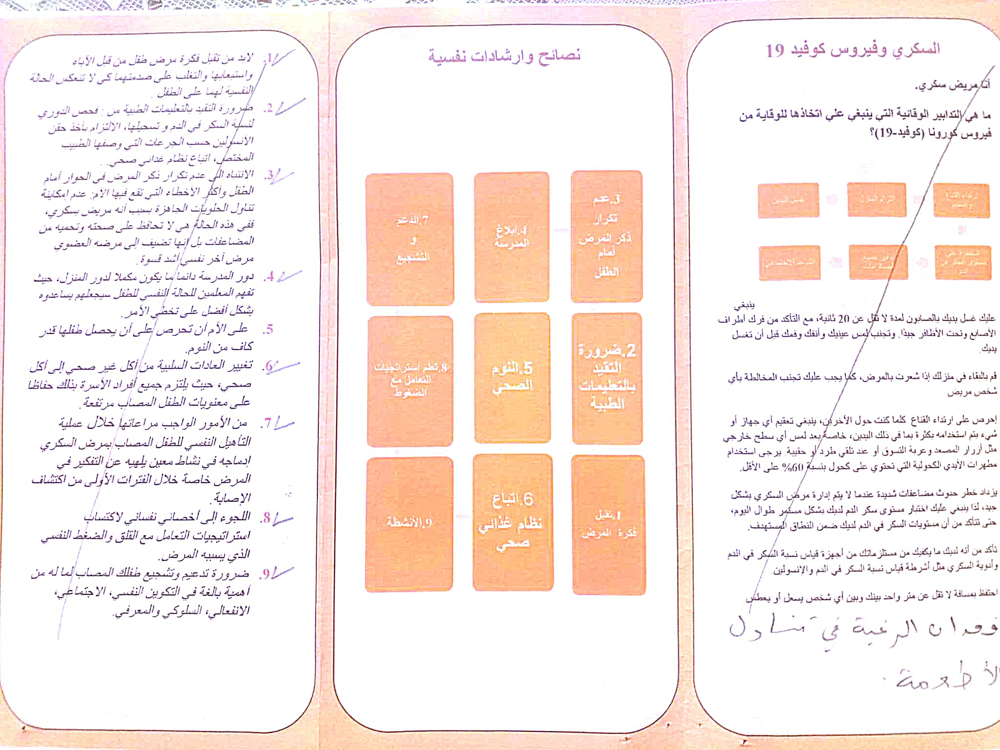 السكري وفيروس كوفيد 19
أنا مريض سكري.
ما هي التدابير الوقائية التي ينبغي علي اتخاذها للوقاية من
فيروس كورونا (كوفيد-19)؟
ارتداء القناع
التزام المنزل
غسل اليدين
السيطرة على
مستوى السكر في
الدم
التباعد الاجتماعي
ينبغي
عليك غسل يديك بالصابون لمدة لا تقل عن 20 ثانية، مع التأكد من فرك أطراف
الأصابع وتحت الأظافر جيدًا. وتجنب لمس عينيك وأنفك وفمك قبل أن تغسل
يديك.
قم بالبقاء في منزلك إذا شعرت بالمرض، كما يجب عليك تجنب المخالطة بأي
شخص مريض
إحرص على ارتداء القناع كلما كنت حول الآخرين، ينبغي تعقيم أي جهاز أو
شيء يتم استخدامه بكثرة بما في ذلك اليدين، خاصة بعد لمس أي سطح خارجي
مثل أزرار المصعد وعربة التسوق أو عند تلقي طرد أو حقيبة. يرجى استخدام
مطهرات الأيدي الكحولية التي تحتوي على كحول بنسبة 60% على الأقل.
يزداد خطر حدوث مضاعفات شديدة عندما لا يتم إدارة مرض السكري بشكل
جيد، لذا ينبغي عليك اختبار مستوى سكر الدم لديك بشكل مستمر طوال اليوم،
حتى تتأكد من أن مستويات السكر في الدم لديك ضمن النطاق المستهدف.
تأكد من أنه لديك ما يكفيك من مستلزماتك من أجهزة قياس نسبة السكر في الدم
وأدوية السكري مثل أشرطة قياس نسبة السكر في الدم والإنسولين.
احتفظ بمسافة لا تقل عن متر واحد بينك وبين أي شخص يسعل أو يعطس.
فقدان الرغبة في تناول
الأطعمة.
نصائح وارشادات نفسية
3.عدم
تكرار
ذكر المرض
أمام
الطفل
4.ابلاغ
المدرسة
7.الدعم
و
التشجيع
2.ضرورة
التقيد
بالتعليمات
الطبية
5.النوم
الصحي
8.تعلم استراتجيات
التعامل مع
الضغوط
1.تقبل
فكرة المرض
6.اتباع
نظام غذائي
صحي
9.الأنشطة
1. لابد من تقبل فكرة مرض طفل من قبل الآباء
واستيعابها والتغلب على صدمتهما كي لا تنعكس الحالة
النفسية لهما على الطفل.
2. ضرورة التقيد بالتعليمات الطبية من : فحص الدوري
لنسبة السكر في الدم و تسجيلها، الالتزام بأخذ حقن
الأنسولين حسب الجرعات التي وصفها الطبيب
المختص، اتباع نظام غدائي صحي...
3. الانتباه الى عدم تكرار ذكر المرض في الحوار أمام
الطفل وأكثر الأخطاء التي تقع فيها الأم: عدم إمكاينة
تناول الحلويات الجاهزة بسبب أنه مريض بسكري،
ففي هذه الحالة هي لا تحافظ على صحته وتحميه من
المضاعفات بل إنها تضيف إلى مرضه العضوي
مرض آخر نفسي أشد قسوة.
4. دور المدرسة دائما ما يكون مكملا لدور المنزل، حيث
تفهم المعلمين للحالة النفسي للطفل سيجعلهم يساعدوه
بشكل أفضل على تخطي الأمر.
5. على الأم أن تحرص على أن يحصل طفلها قدر
كاف من النوم.
6. تغيير العادات السلبية من أكل غير صحي إلى أكل
صحي، حيث يلتزم جميع أفراد الأسرة بذلك حفاظا
على معنويات الطفل المصاب مرتفعة.
7. من الأمور الواجب مراعاتها خلال عملية
التأهيل النفسي للطفل المصاب بمرض السكري
إدماجه في نشاط معين يلهيه عن التفكير في
المرض خاصة خلال الفترات الأولى من اكتشاف
الإصابة.
8. اللجوء إلى أخصائي نفساني لاكتساب
استراتيجيات التعامل مع القلق والضغط النفسي
الذي يسببه المرض.
9. ضرورة تدعيم وتشجيع طفلك المصاب لما له من
أهمية بالغة في التكوين النفسي، الاجتماعي،
الانفعالي، السلوكي والمعرفي.